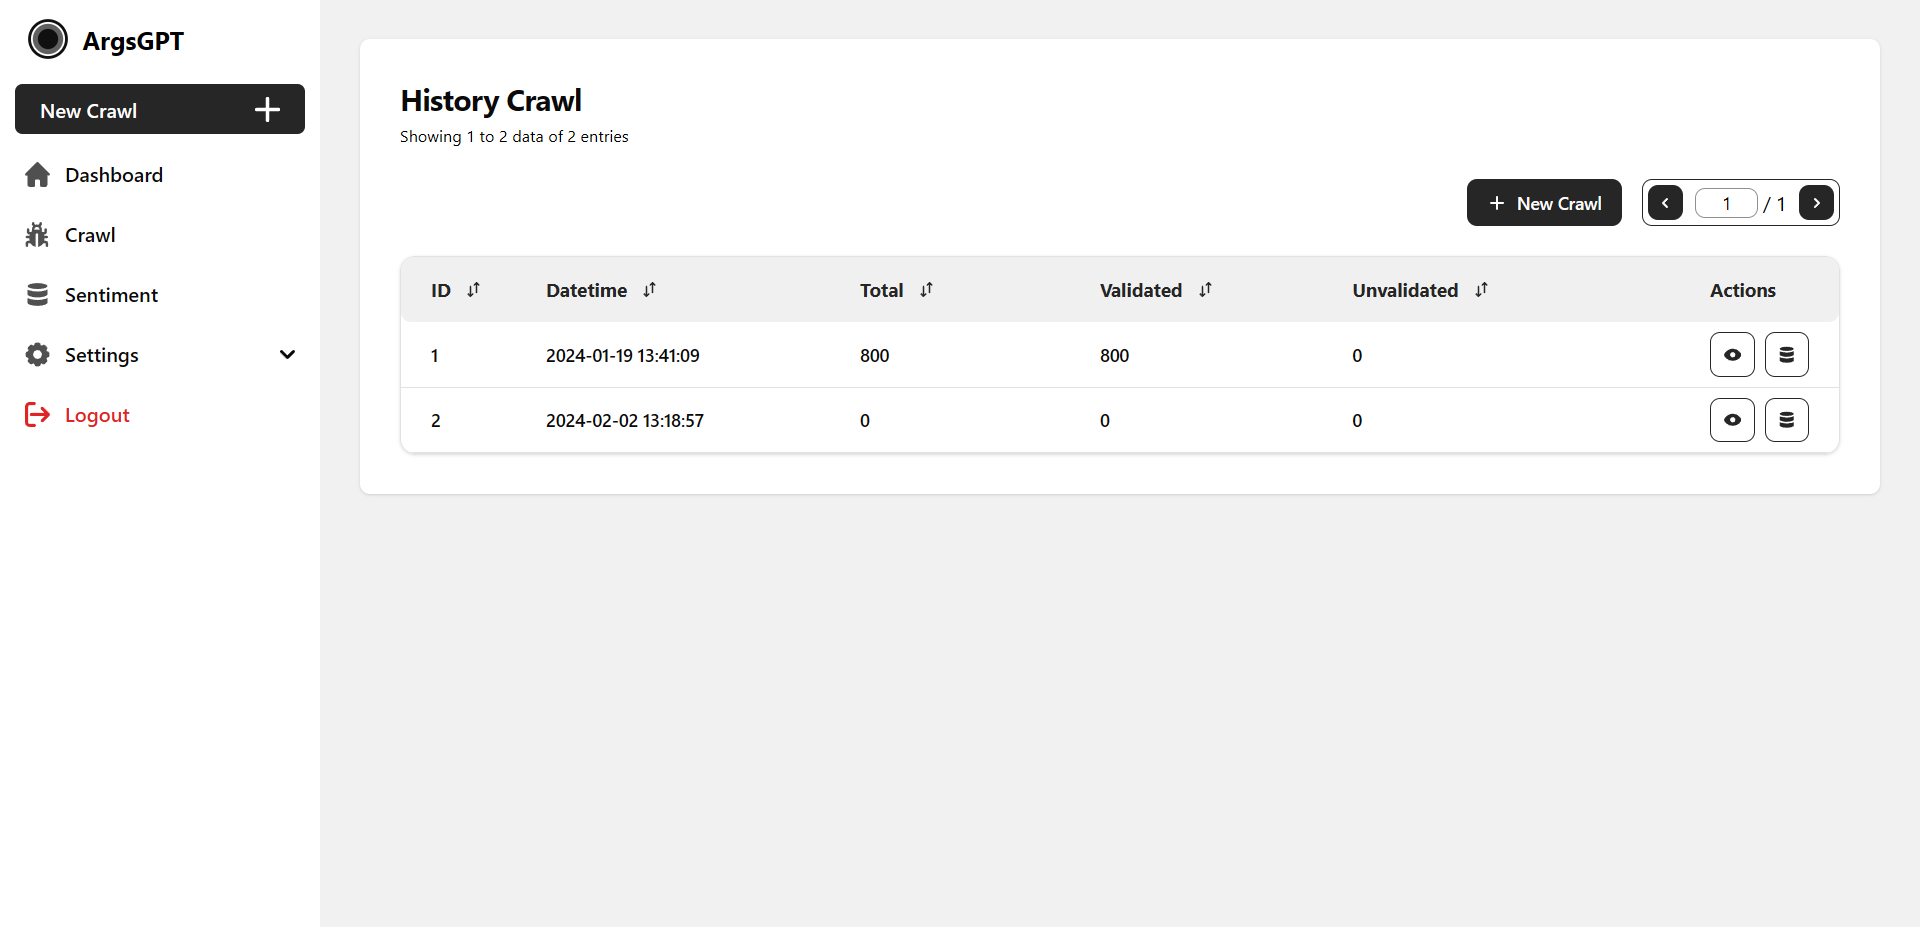 ArgsGPT
New Crawl
Dashboard
Crawl
Sentiment
Settings
Logout
History Crawl
Showing 1 to 2 data of 2 entries
New Crawl
1 / 1
ID Datetime Total Validated Unvalidated Actions
1 2024-01-19 13:41:09 800 800 0
2 2024-02-02 13:18:57 0 0 0